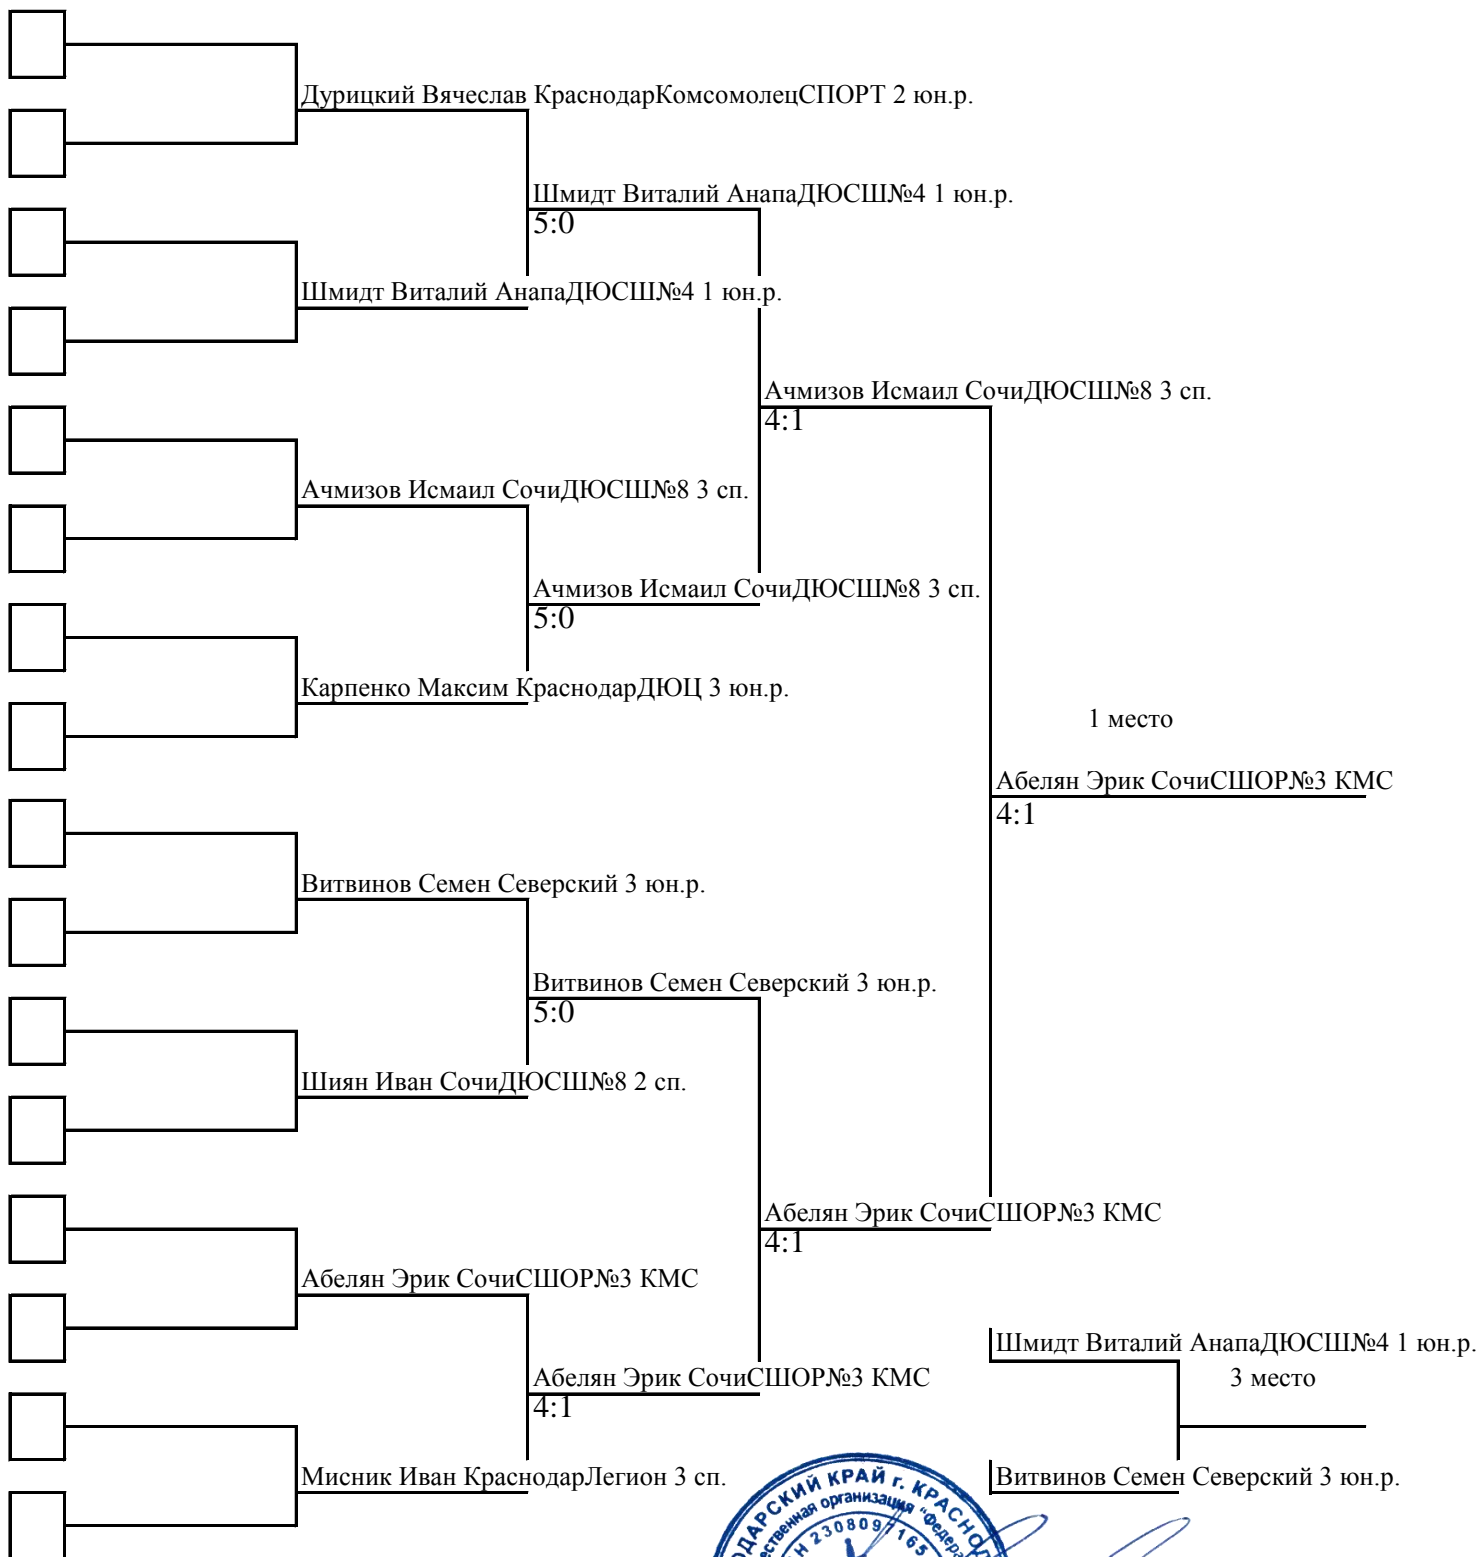 Дурицкий Вячеслав КраснодарКомсомолецСПОРТ 2 юн.р.
Шмидт Виталий АнапаДЮСШ№4 1 юн.р.
5:0
Шмидт Виталий АнапаДЮСШ№4 1 юн.р.
Ачмизов Исмаил СочиДЮСШ№8 3 сп.
4:1
Ачмизов Исмаил СочиДЮСШ№8 3 сп.
Ачмизов Исмаил СочиДЮСШ№8 3 сп.
5:0
Карпенко Максим КраснодарДЮЦ 3 юн.р.
1 место
Абелян Эрик СочиСШОР№3 КМС
4:1
Витвинов Семен Северский 3 юн.р.
Витвинов Семен Северский 3 юн.р.
5:0
Шиян Иван СочиДЮСШ№8 2 сп.
Абелян Эрик СочиСШОР№3 КМС
4:1
Абелян Эрик СочиСШОР№3 КМС
Шмидт Виталий АнапаДЮСШ№4 1 юн.р.
Абелян Эрик СочиСШОР№3 КМС
3 место
4:1
Мисник Иван КраснодарЛегион 3 сп.
Витвинов Семен Северский 3 юн.р.
КРАЙ г.
организация
2308097165